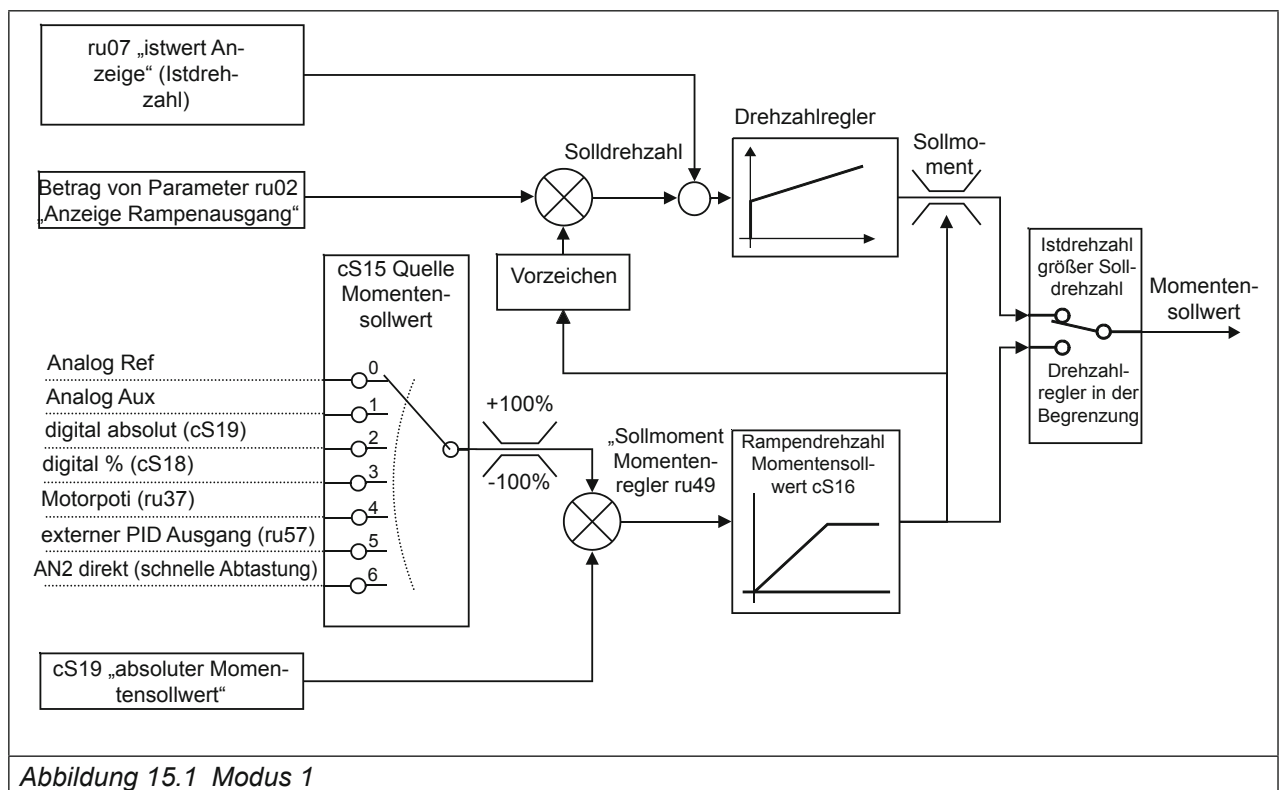 ru07 „istwert An-
zeige“ (Istdreh-
zahl)
Drehzahlregler
Solldrehzahl
Sollmo-
ment
Betrag von Parameter ru02
„Anzeige Rampenausgang“
Vorzeichen
Istdrehzahl
größer Soll-
drehzahl
Momenten-
sollwert
Drehzahl-
regler in der
Begrenzung
cS15 Quelle
Momenten-
sollwert
Analog Ref
0
Analog Aux
1
digital absolut (cS19)
2
digital % (cS18)
3
Motorpoti (ru37)
4
externer PID Ausgang (ru57)
5
AN2 direkt (schnelle Abtastung)
6
+100%
-100%
„Sollmoment
Momenten-
regler ru49
Rampendrehzahl
Momentensoll-
wert cS16
cS19 „absoluter Momen-
tensollwert“
Abbildung 15.1 Modus 1